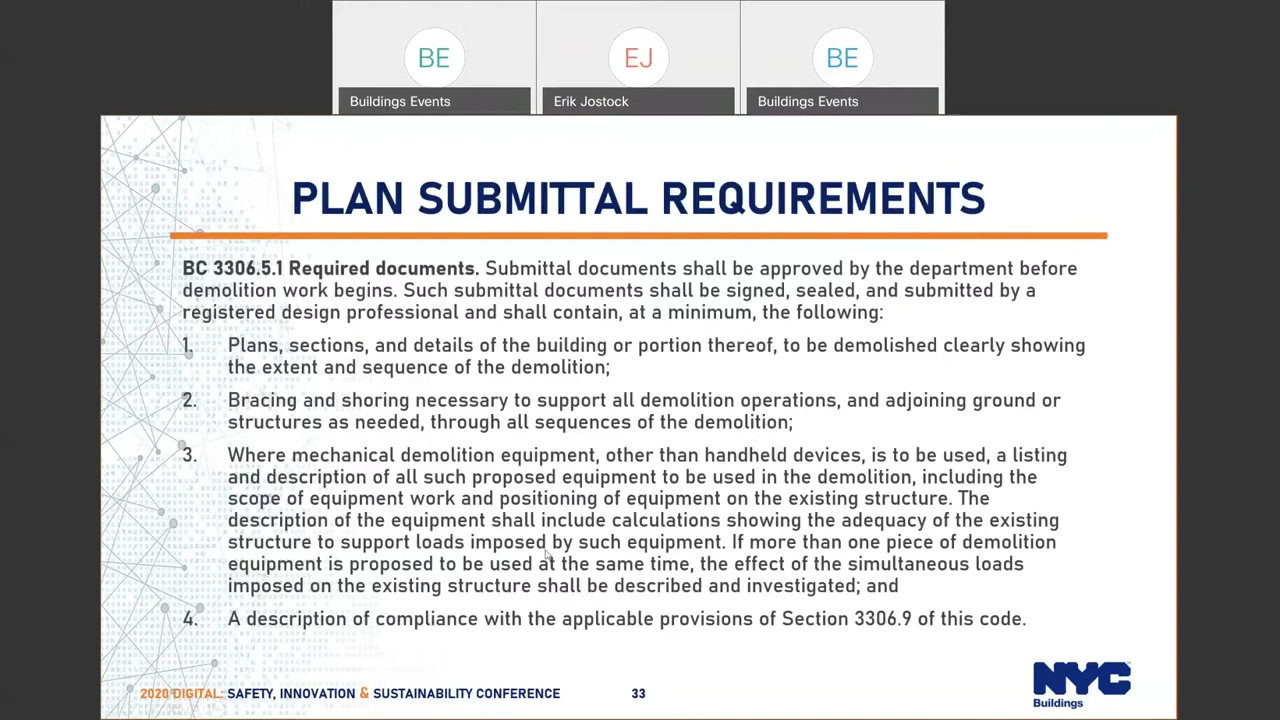 BE
EJ
BE
Buildings Events
Erik Jostock
Buildings Events
PLAN SUBMITTAL REQUIREMENTS
BC 3306.5.1 Required documents. Submittal documents shall be approved by the department before
demolition work begins. Such submittal documents shall be signed, sealed, and submitted by a
registered design professional and shall contain, at a minimum, the following:
1. Plans, sections, and details of the building or portion thereof, to be demolished clearly showing
the extent and sequence of the demolition;
2. Bracing and shoring necessary to support all demolition operations, and adjoining ground or
structures as needed, through all sequences of the demolition;
3. Where mechanical demolition equipment, other than handheld devices, is to be used, a listing
and description of all such proposed equipment to be used in the demolition, including the
scope of equipment work and positioning of equipment on the existing structure. The
description of the equipment shall include calculations showing the adequacy of the existing
structure to support loads imposed by such equipment. If more than one piece of demolition
equipment is proposed to be used at the same time, the effect of the simultaneous loads
imposed on the existing structure shall be described and investigated; and
4. A description of compliance with the applicable provisions of Section 3306.9 of this code.
2020 DIGITAL: SAFETY, INNOVATION & SUSTAINABILITY CONFERENCE
33
NYC
Buildings